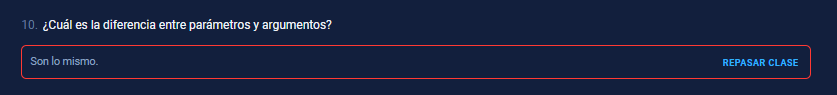 10. ¿Cuál es la diferencia entre parámetros y argumentos?
Son lo mismo. REPASAR CLASE